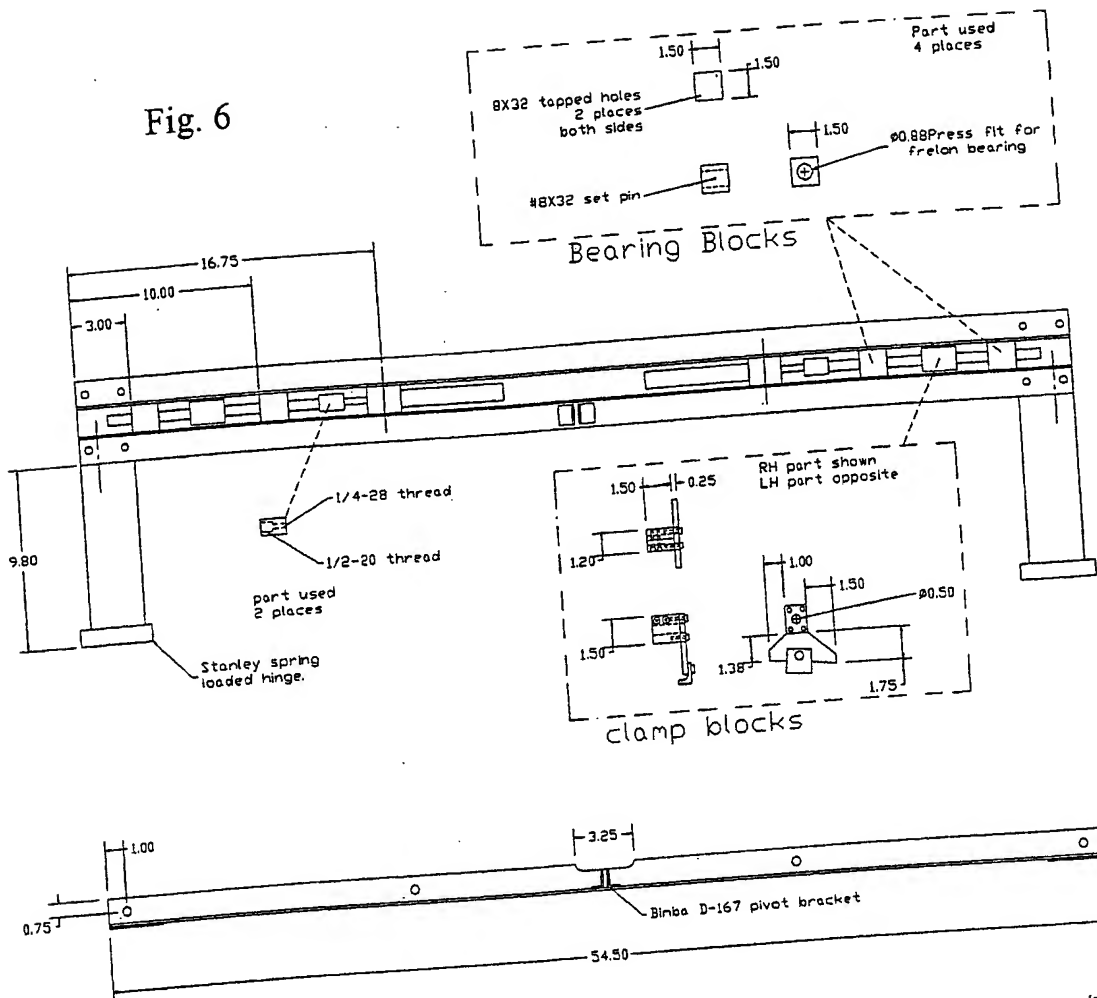 Fig. 6
Part used
4 places
1.50
1.50
8X32 tapped holes
2 places
both sides
1.50
ø0.88Press fit for
frelon bearing
#8X32 set pin
Bearing Blocks
16.75
10.00
3.00
9.80
1/4-28 thread
1/2-20 thread
part used
2 places
Stanley spring
loaded hinge.
RH part shown
LH part opposite
1.50
0.25
1.20
1.00
1.50
ø0.50
1.50
1.38
1.75
clamp blocks
1.00
3.25
0.75
Bimba D-167 pivot bracket
54.50